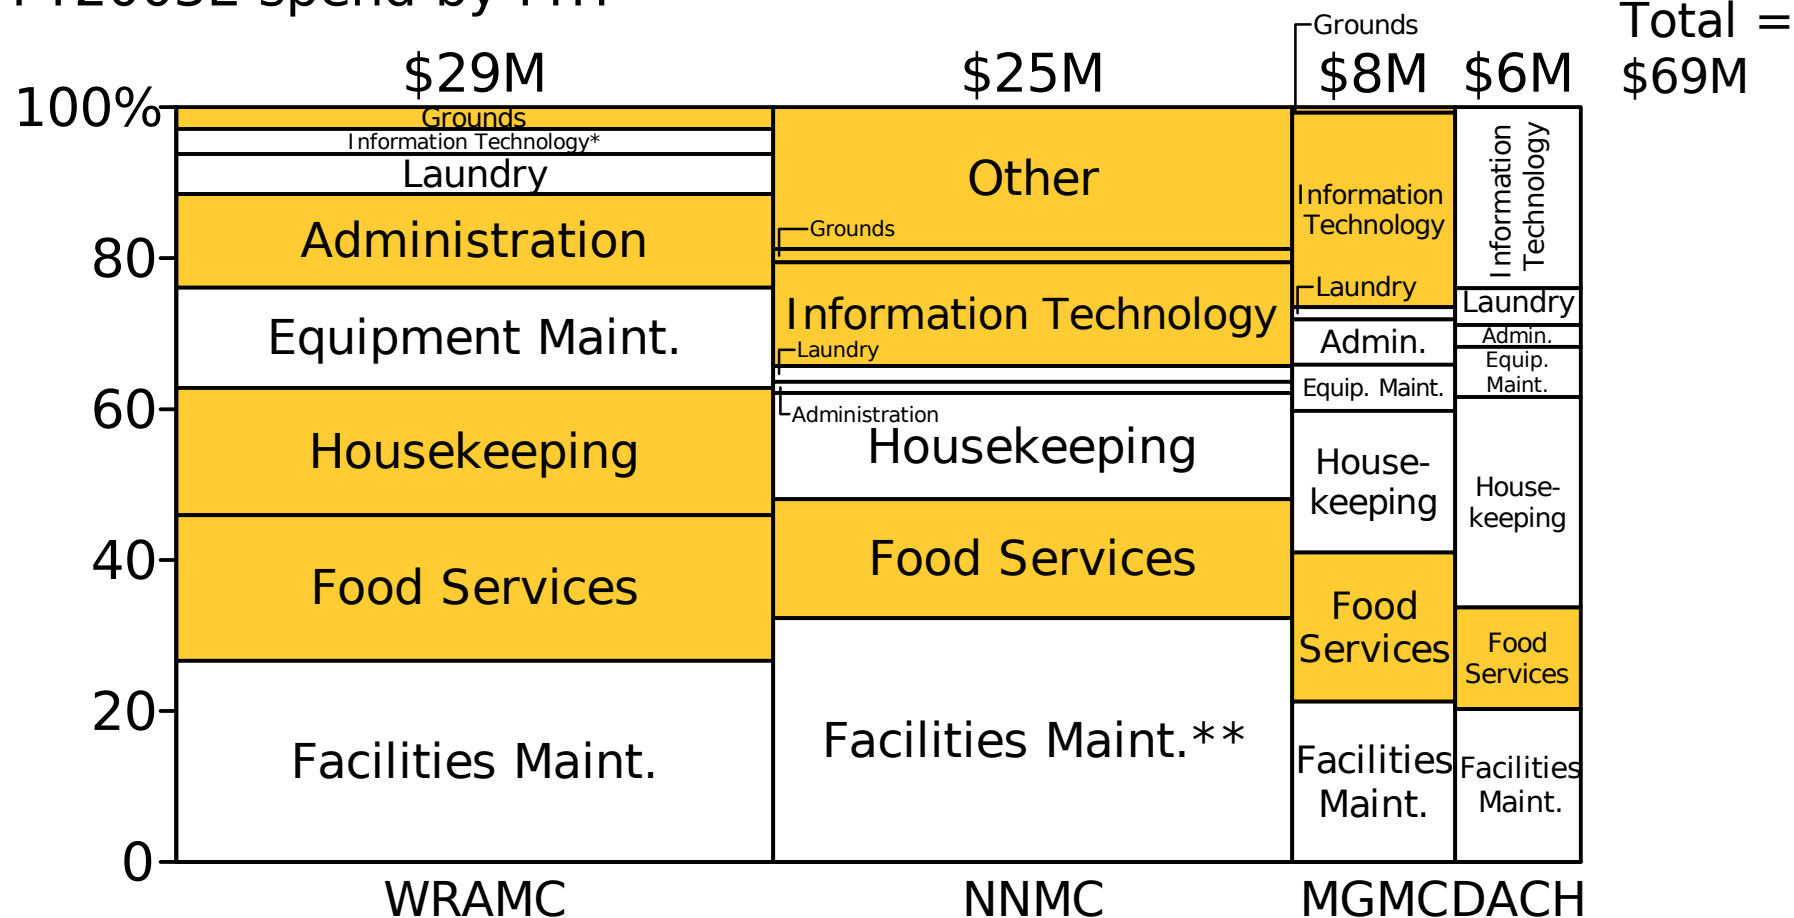 spend by
Total =
$69M
Grounds
$29M
$25M
$8M
$6M
100%
80
60
40
20
0
Grounds
Information Technology*
Laundry
Administration
Equipment Maint.
Housekeeping
Food Services
Facilities Maint.
Other
Grounds
Information Technology
Laundry
Administration
Housekeeping
Food Services
Facilities Maint.**
Information
Technology
Laundry
Admin.
Equip. Maint.
House-
keeping
Food
Services
Facilities
Maint.
Information
Technology
Laundry
Admin.
Equip.
Maint.
House-
keeping
Food
Services
Facilities
Maint.
WRAMC
NNMC
MGMC
DACH